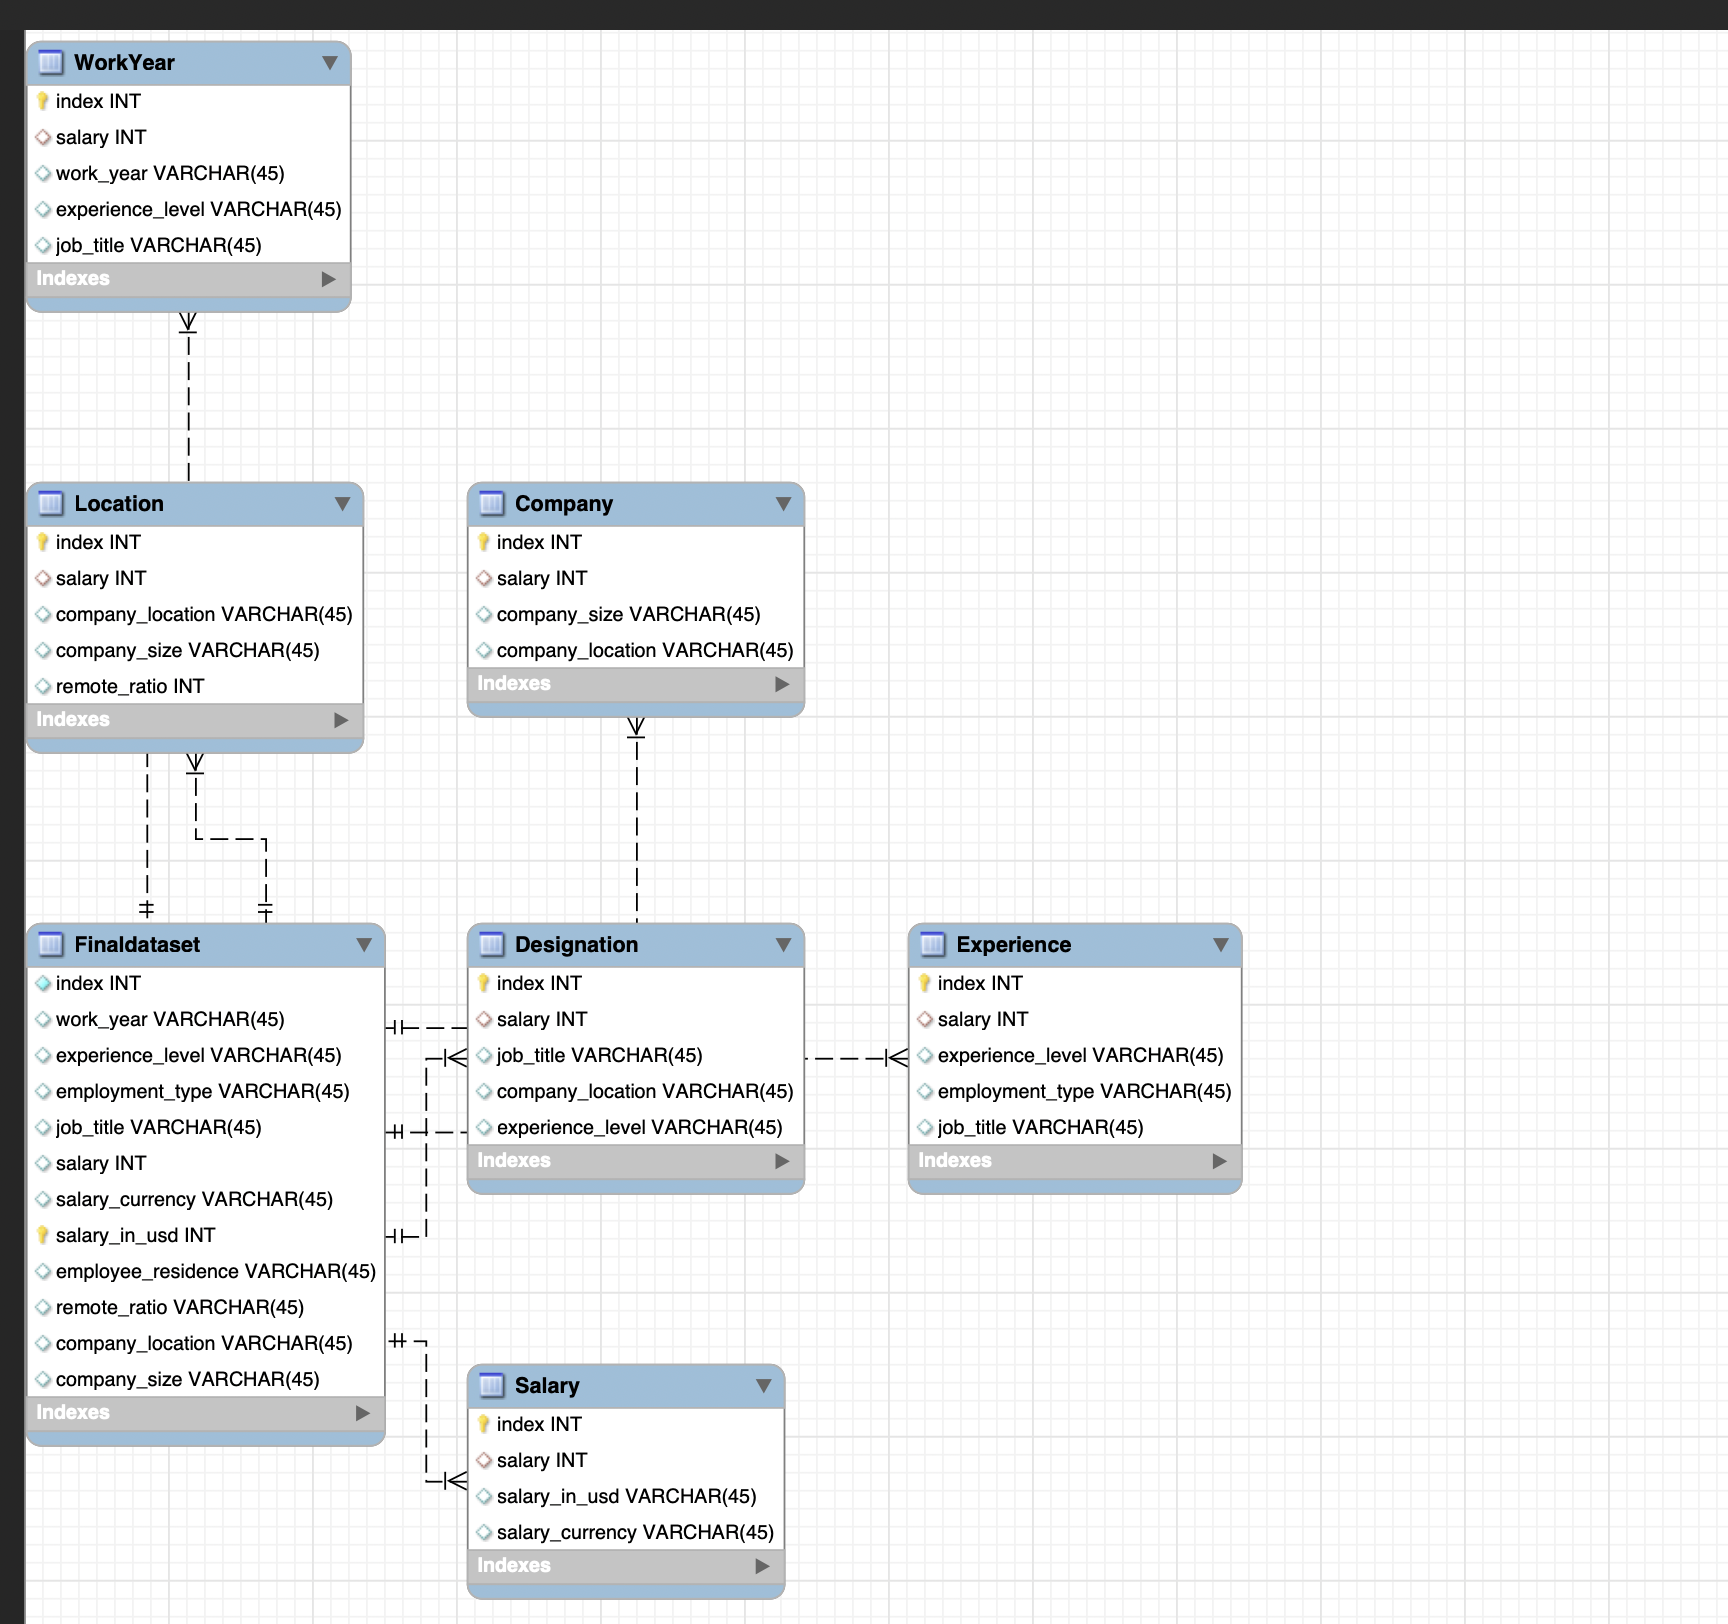 WorkYear
index INT
salary INT
work_year VARCHAR(45)
experience_level VARCHAR(45)
job_title VARCHAR(45)
Indexes
Location
index INT
salary INT
company_location VARCHAR(45)
company_size VARCHAR(45)
remote_ratio INT
Indexes
Company
index INT
salary INT
company_size VARCHAR(45)
company_location VARCHAR(45)
Indexes
Finaldataset
index INT
work_year VARCHAR(45)
experience_level VARCHAR(45)
employment_type VARCHAR(45)
job_title VARCHAR(45)
salary INT
salary_currency VARCHAR(45)
salary_in_usd INT
employee_residence VARCHAR(45)
remote_ratio VARCHAR(45)
company_location VARCHAR(45)
company_size VARCHAR(45)
Indexes
Designation
index INT
salary INT
job_title VARCHAR(45)
company_location VARCHAR(45)
experience_level VARCHAR(45)
Indexes
Experience
index INT
salary INT
experience_level VARCHAR(45)
employment_type VARCHAR(45)
job_title VARCHAR(45)
Indexes
Salary
index INT
salary INT
salary_in_usd VARCHAR(45)
salary_currency VARCHAR(45)
Indexes